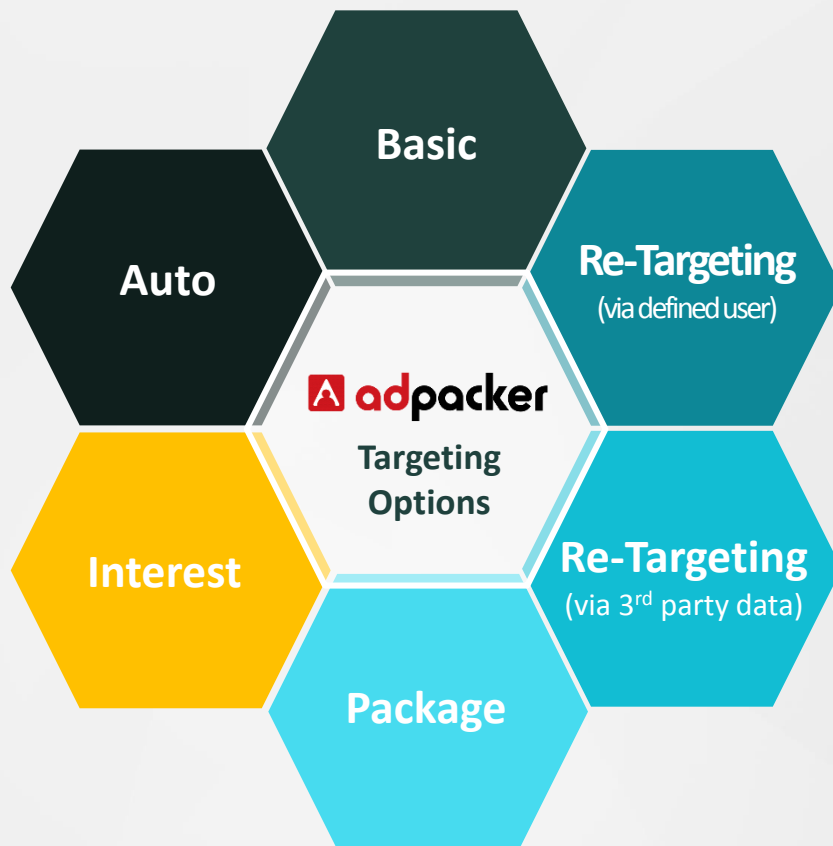 Basic
Auto
Re-Targeting
(via defined user)
adpacker
Targeting
Options
Interest
Re-Targeting
(via 3rd party data)
Package